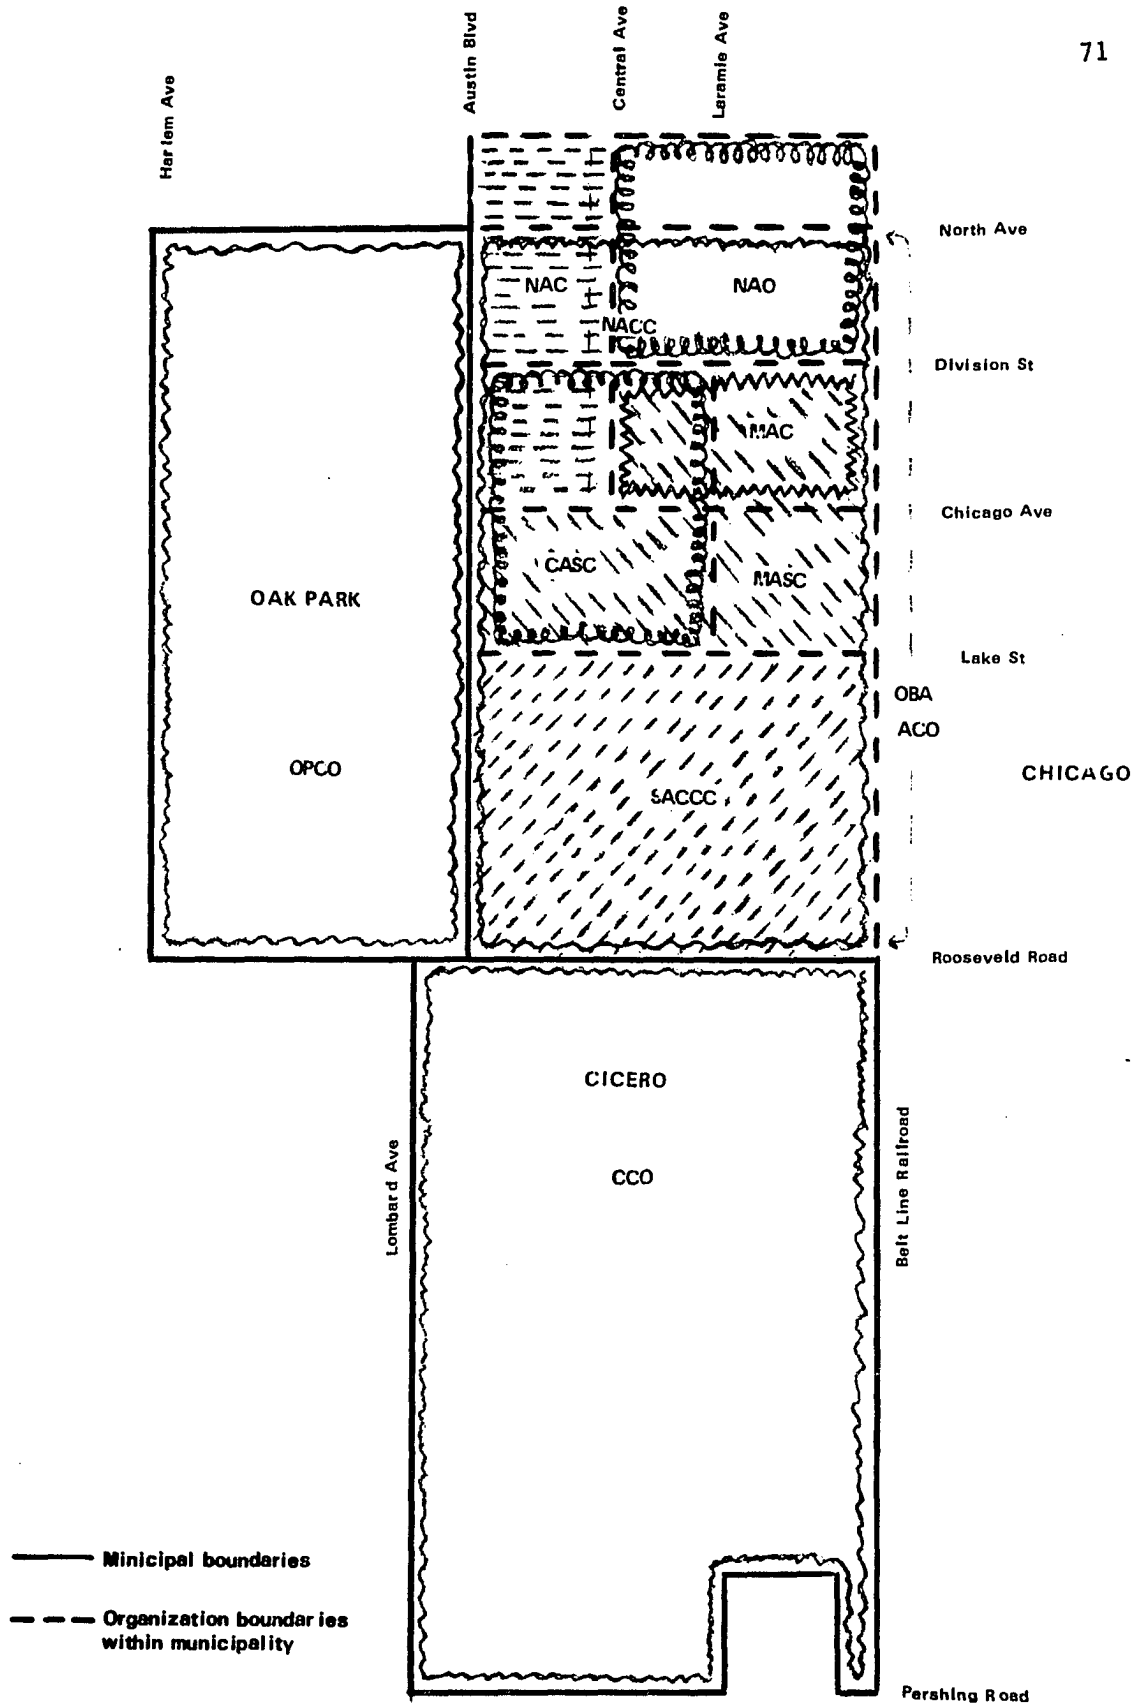 71
Harlem Ave
Austin Blvd
Central Ave
Laramie Ave
North Ave
NAC
NAO
NACC
Division St
MAC
Chicago Ave
CASC
MASC
OAK PARK
Lake St
OBA
ACO
OPCO
CHICAGO
SACCC
Rooseveld Road
CICERO
CCO
Lombard Ave
Belt Line Railroad
Minicipal boundaries
Organization boundaries
within municipality
Pershing Road